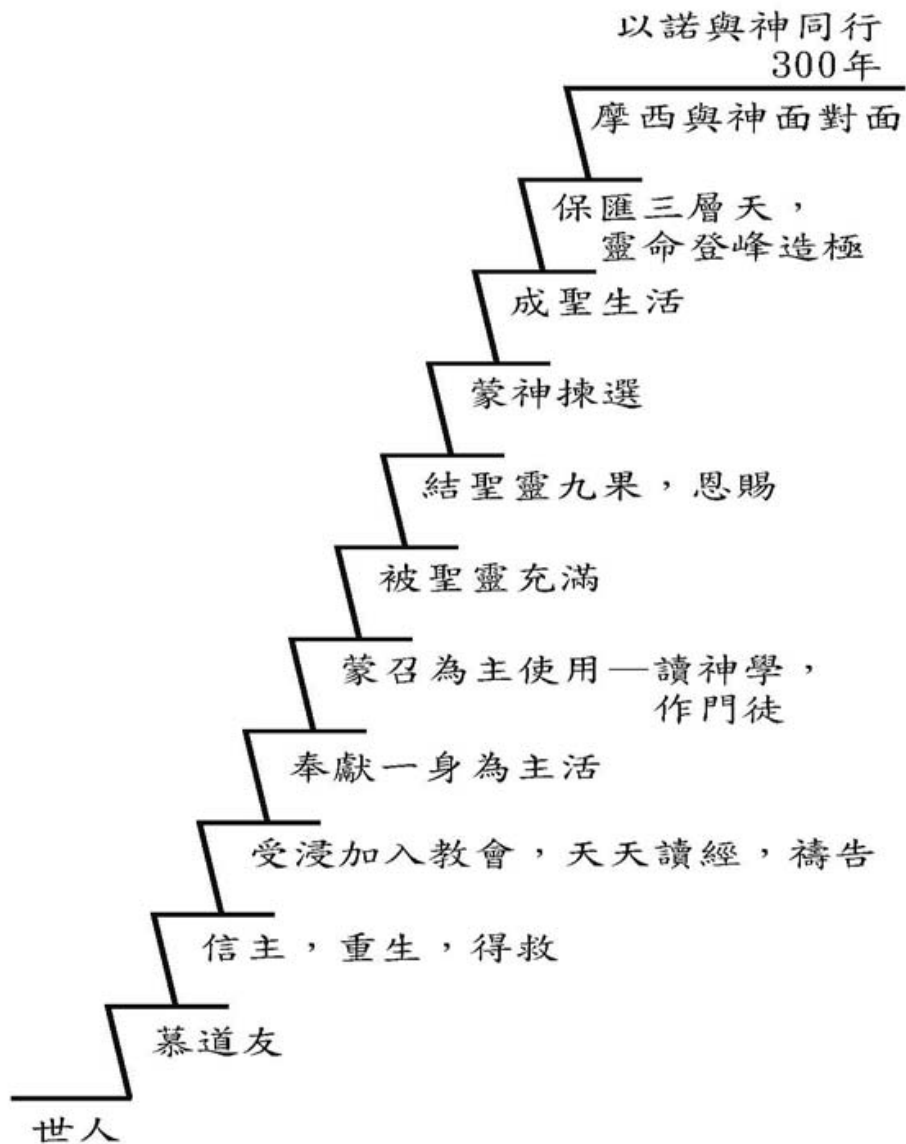 以諾與神同行
300年
摩西與神面對面
保匯三層天，
靈命登峰造極
成聖生活
蒙神揀選
結聖靈九果，恩賜
被聖靈充滿
蒙召為主使用—讀神學，
作門徒
奉獻一身為主活
受浸加入教會，天天讀經，禱告
信主，重生，得救
慕道友
世人